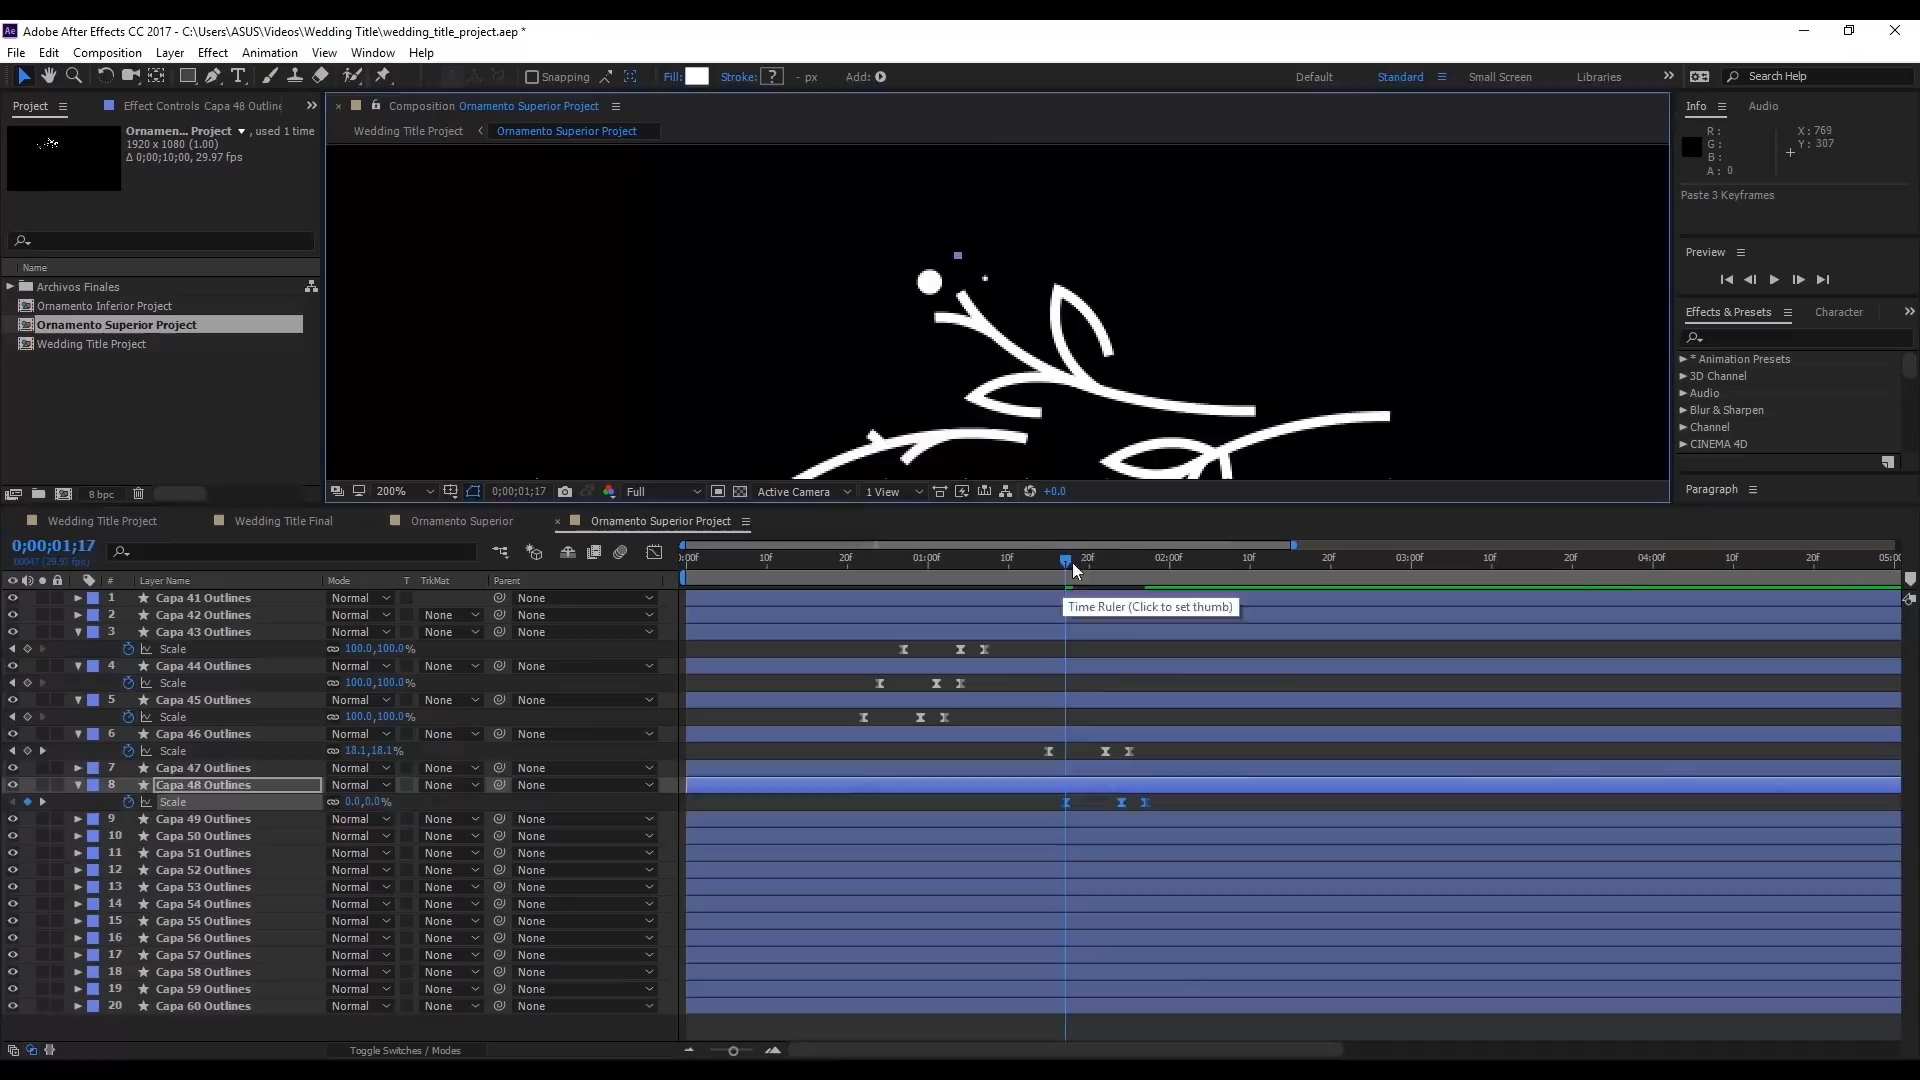 Adobe After Effects CC 2017 - C:\Users\ASUS\Videos\Wedding Title\wedding_title_project.aep *
File Edit Composition Layer Effect Animation View Window Help
Snapping Fill: Stroke: ? - px Add: Default Standard Small Screen Libraries Search Help
Project Effect Controls Capa 48 Outline
Ornamen... Project ▼, used 1 time
1920 x 1080 (1.00)
Δ 0;00;10;00, 29.97 fps
Name
Archivos Finales
Ornamento Inferior Project
Ornamento Superior Project
Wedding Title Project
8 bpc
Composition Ornamento Superior Project
Wedding Title Project Ornamento Superior Project
200% 0;00;01;17 Full Active Camera 1 View +0.0
Info Audio
R: X: 769
G: Y: 307
B:
A: 0
Paste 3 Keyframes
Preview
Effects & Presets Character
* Animation Presets
3D Channel
Audio
Blur & Sharpen
Channel
CINEMA 4D
Paragraph
Wedding Title Project Wedding Title Final Ornamento Superior Ornamento Superior Project
0;00;01;17
00047 (29.97 fps)
:00f 10f 20f 01:00f 10f 20f 02:00f 10f 20f 03:00f 10f 20f 04:00f 10f 20f 05:00
# Layer Name Mode T TrkMat Parent
1 Capa 41 Outlines Normal None
2 Capa 42 Outlines Normal None None
3 Capa 43 Outlines Normal None None
Scale 100.0,100.0%
4 Capa 44 Outlines Normal None None
Scale 100.0,100.0%
5 Capa 45 Outlines Normal None None
Scale 100.0,100.0%
6 Capa 46 Outlines Normal None None
Scale 18.1,18.1%
7 Capa 47 Outlines Normal None None
8 Capa 48 Outlines Normal None None
Scale 0.0,0.0%
9 Capa 49 Outlines Normal None None
10 Capa 50 Outlines Normal None None
11 Capa 51 Outlines Normal None None
12 Capa 52 Outlines Normal None None
13 Capa 53 Outlines Normal None None
14 Capa 54 Outlines Normal None None
15 Capa 55 Outlines Normal None None
16 Capa 56 Outlines Normal None None
17 Capa 57 Outlines Normal None None
18 Capa 58 Outlines Normal None None
19 Capa 59 Outlines Normal None None
20 Capa 60 Outlines Normal None None
Time Ruler (Click to set thumb)
Toggle Switches / Modes